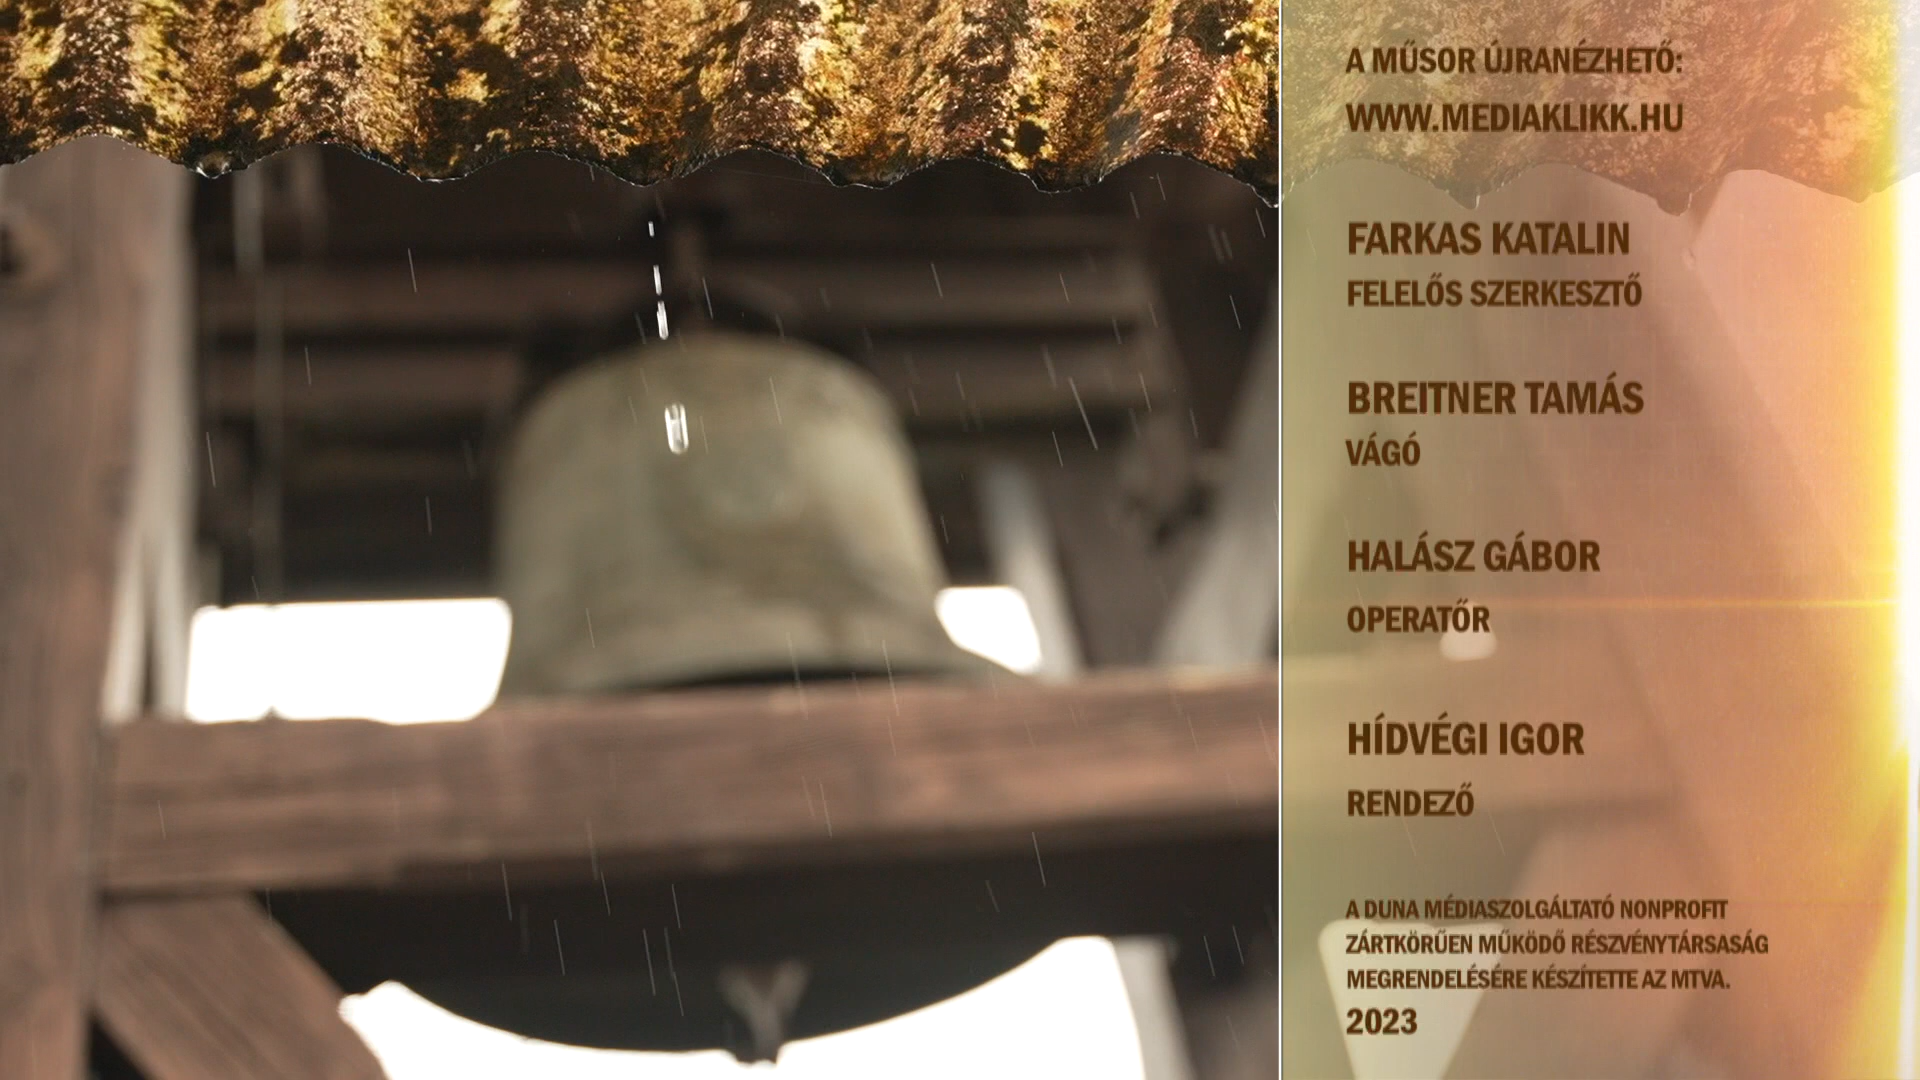 A MŰSOR ÚJRANÉZHETŐ:
WWW.MEDIAKLIKK.HU
FARKAS KATALIN
FELELŐS SZERKESZTŐ
BREITNER TAMÁS
VÁGÓ
HALÁSZ GÁBOR
OPERATŐR
HÍDVÉGI IGOR
RENDEZŐ
A DUNA MÉDIASZOLGÁLTATÓ NONPROFIT
ZÁRTKÖRŰEN MŰKÖDŐ RÉSZVÉNYTÁRSASÁG
MEGRENDELÉSÉRE KÉSZÍTETTE AZ MTVA.
2023